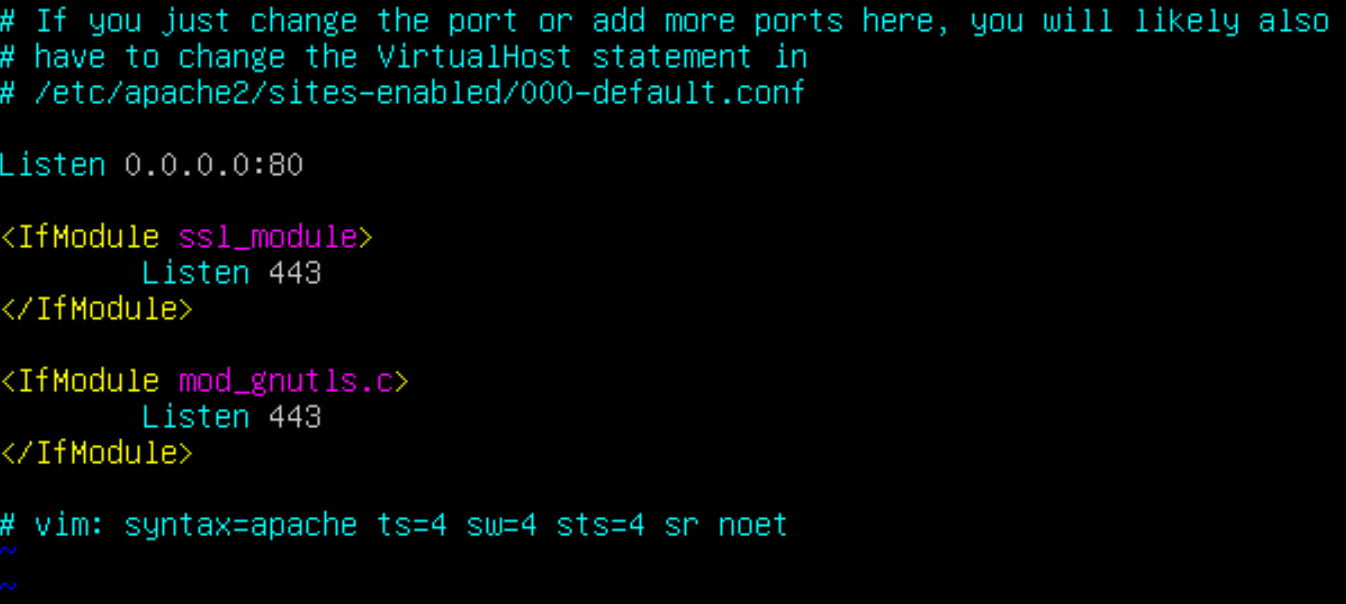 # If you just change the port or add more ports here, you will likely also
# have to change the VirtualHost statement in
# /etc/apache2/sites-enabled/000-default.conf
Listen 0.0.0.0:80
<IfModule ssl_module>
Listen 443
</IfModule>
<IfModule mod_gnutls.c>
Listen 443
</IfModule>
# vim: syntax=apache ts=4 sw=4 sts=4 sr noet
~
~